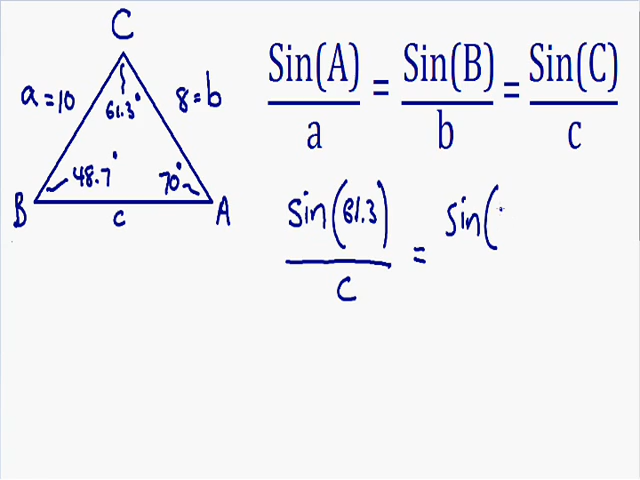 C
a = 10
61.3°
8 = b
48.7°
70°
B
c
A
Sin(A)/a = Sin(B)/b = Sin(C)/c
sin(61.3)/c = sin(